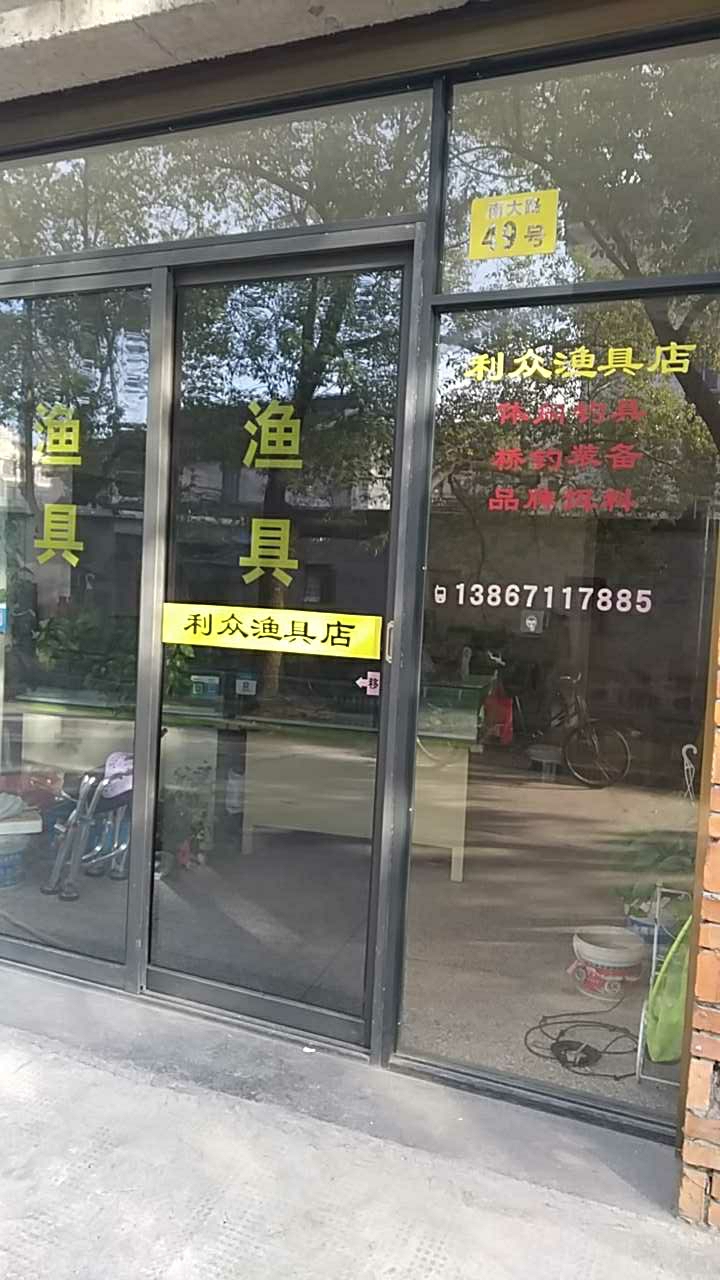 南大路
49号
利众渔具店
休闲钓具
桥钓装备
品牌饵料
13867117885
渔
具
渔
具
利众渔具店
移